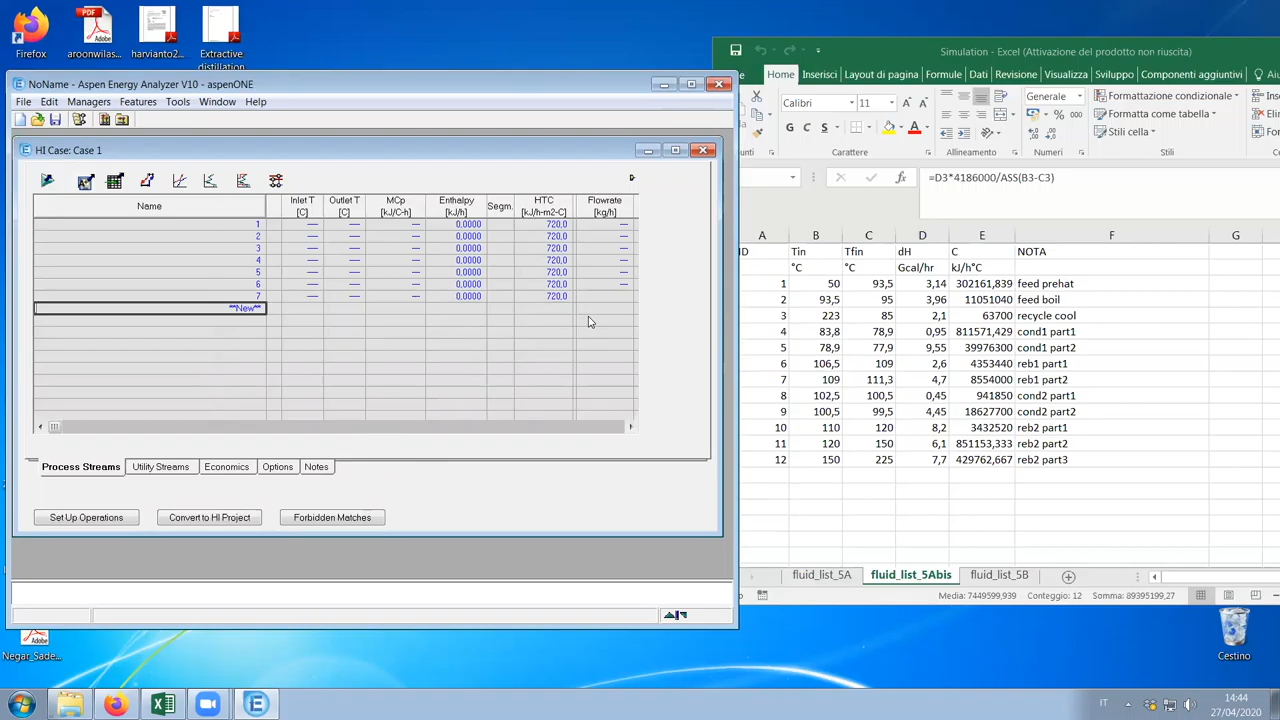 Firefox
aroonwilas...
harvianto2...
Extractive
distillation
NoName - Aspen Energy Analyzer V10 - aspenONE
File Edit Managers Features Tools Window Help
HI Case: Case 1
Name Inlet T [C] Outlet T [C] MCp [kJ/C-h] Enthalpy [kJ/h] Segm. HTC [kJ/h-m2-C] Flowrate [kg/h]
1 --- --- --- 0,0000 720,0 ---
2 --- --- --- 0,0000 720,0 ---
3 --- --- --- 0,0000 720,0 ---
4 --- --- --- 0,0000 720,0 ---
5 --- --- --- 0,0000 720,0 ---
6 --- --- --- 0,0000 720,0 ---
7 --- --- --- 0,0000 720,0 ---
**New**
Process Streams Utility Streams Economics Options Notes
Set Up Operations Convert to HI Project Forbidden Matches
Simulation - Excel (Attivazione del prodotto non riuscita)
Home Inserisci Layout di pagina Formule Dati Revisione Visualizza Sviluppo Componenti aggiuntivi
Calibri 11 Generale Formattazione condizionale
G C S Formatta come tabella
Stili cella
Carattere Allineamento Numeri Stili
=D3*4186000/ASS(B3-C3)
A B C D E F G
ID Tin Tfin dH C NOTA
°C °C Gcal/hr kJ/h°C
1 50 93,5 3,14 302161,839 feed prehat
2 93,5 95 3,96 11051040 feed boil
3 223 85 2,1 63700 recycle cool
4 83,8 78,9 0,95 811571,429 cond1 part1
5 78,9 77,9 9,55 39976300 cond1 part2
6 106,5 109 2,6 4353440 reb1 part1
7 109 111,3 4,7 8554000 reb1 part2
8 102,5 100,5 0,45 941850 cond2 part1
9 100,5 99,5 4,45 18627700 cond2 part2
10 110 120 8,2 3432520 reb2 part1
11 120 150 6,1 851153,333 reb2 part2
12 150 225 7,7 429762,667 reb2 part3
fluid_list_5A fluid_list_5Abis fluid_list_5B
Media: 7449599,939 Conteggio: 12 Somma: 89395199,27
Negar_Sade...
Cestino
IT
14:44
27/04/2020